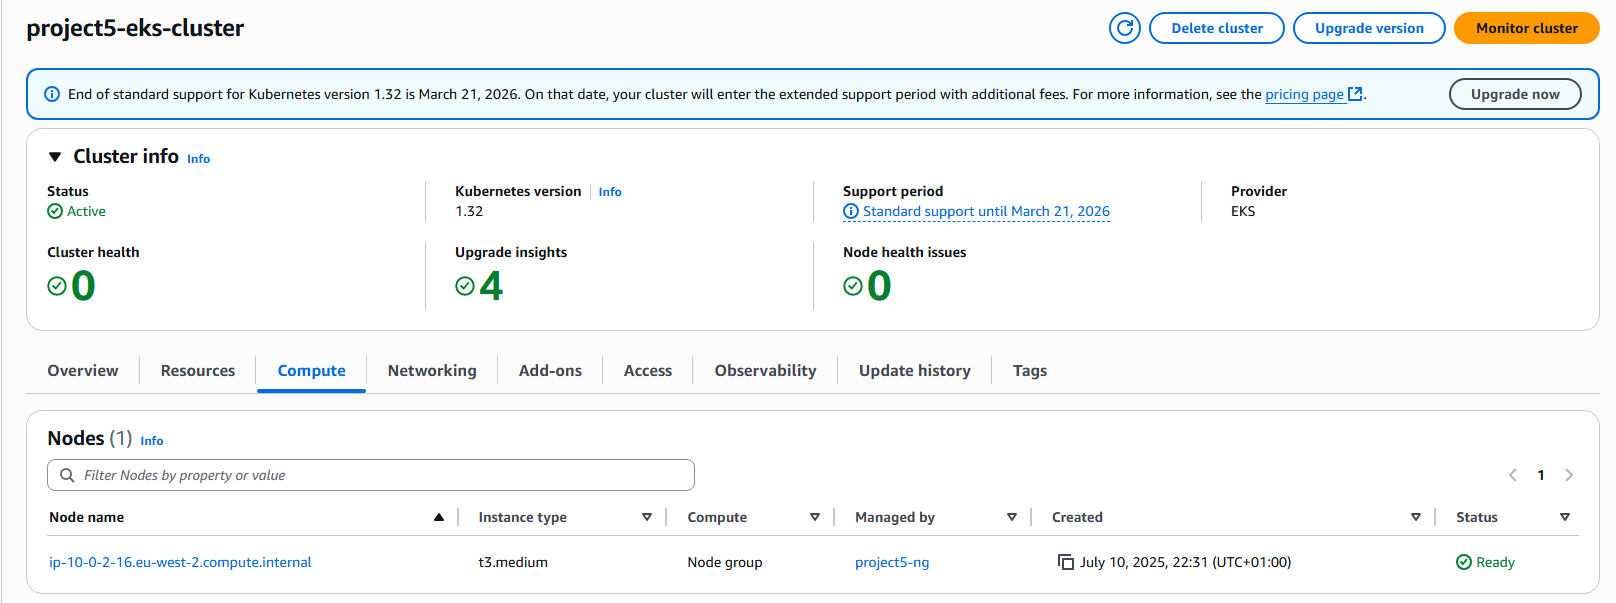 project5-eks-cluster
Delete cluster
Upgrade version
Monitor cluster
End of standard support for Kubernetes version 1.32 is March 21, 2026. On that date, your cluster will enter the extended support period with additional fees. For more information, see the pricing page.
Upgrade now
Cluster info Info
Status
Active
Kubernetes version Info
1.32
Support period
Standard support until March 21, 2026
Provider
EKS
Cluster health
0
Upgrade insights
4
Node health issues
0
Overview Resources Compute Networking Add-ons Access Observability Update history Tags
Nodes (1) Info
Filter Nodes by property or value
1
Node name Instance type Compute Managed by Created Status
ip-10-0-2-16.eu-west-2.compute.internal t3.medium Node group project5-ng July 10, 2025, 22:31 (UTC+01:00) Ready